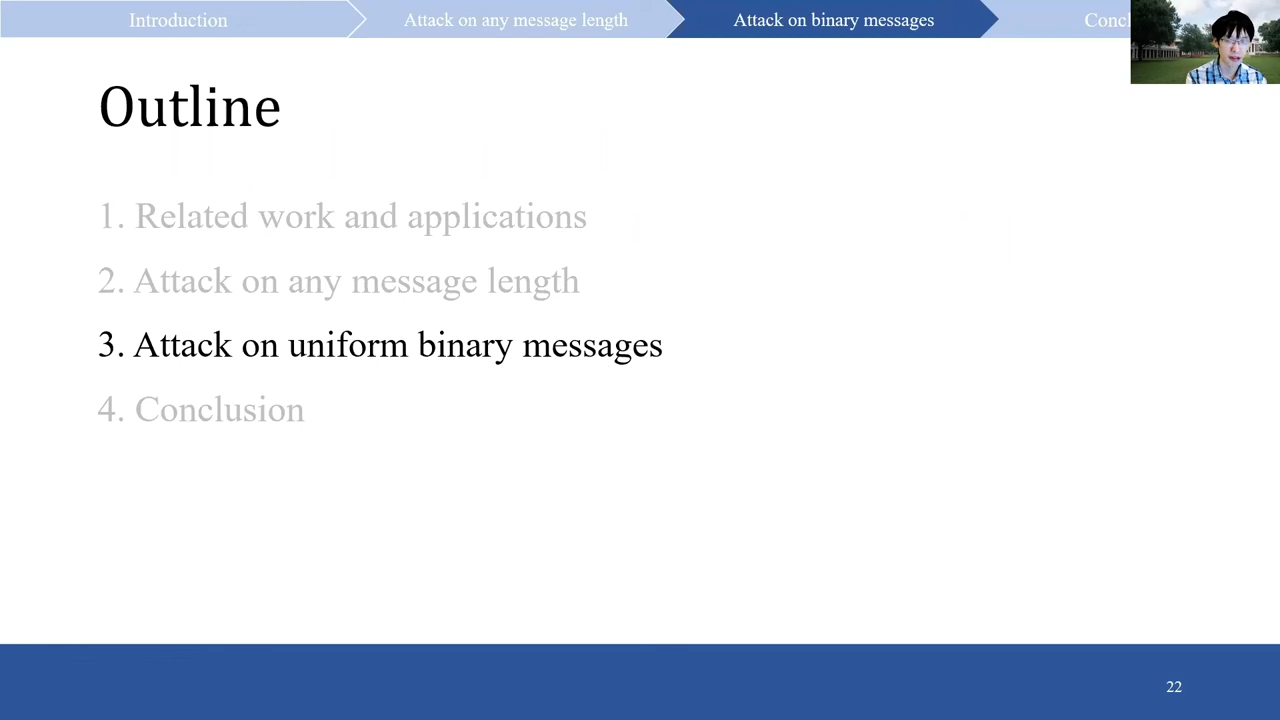 Introduction
Attack on any message length
Attack on binary messages
Outline
1. Related work and applications
2. Attack on any message length
3. Attack on uniform binary messages
4. Conclusion
22